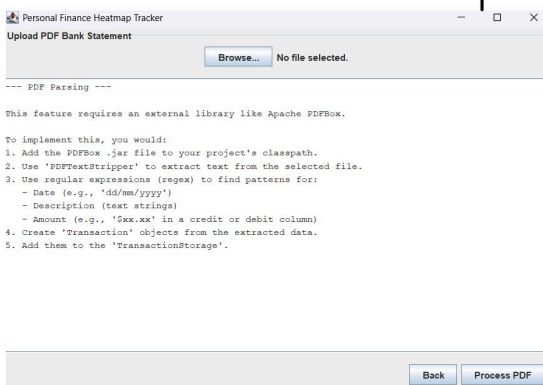 Personal Finance Heatmap Tracker
Upload PDF Bank Statement
Browse... No file selected.
--- PDF Parsing ---
This feature requires an external library like Apache PDFBox.
To implement this, you would:
1. Add the PDFBox .jar file to your project's classpath.
2. Use 'PDFTextStripper' to extract text from the selected file.
3. Use regular expressions (regex) to find patterns for:
- Date (e.g., 'dd/mm/yyyy')
- Description (text strings)
- Amount (e.g., '$xx.xx' in a credit or debit column)
4. Create 'Transaction' objects from the extracted data.
5. Add them to the 'TransactionStorage'.
Back Process PDF